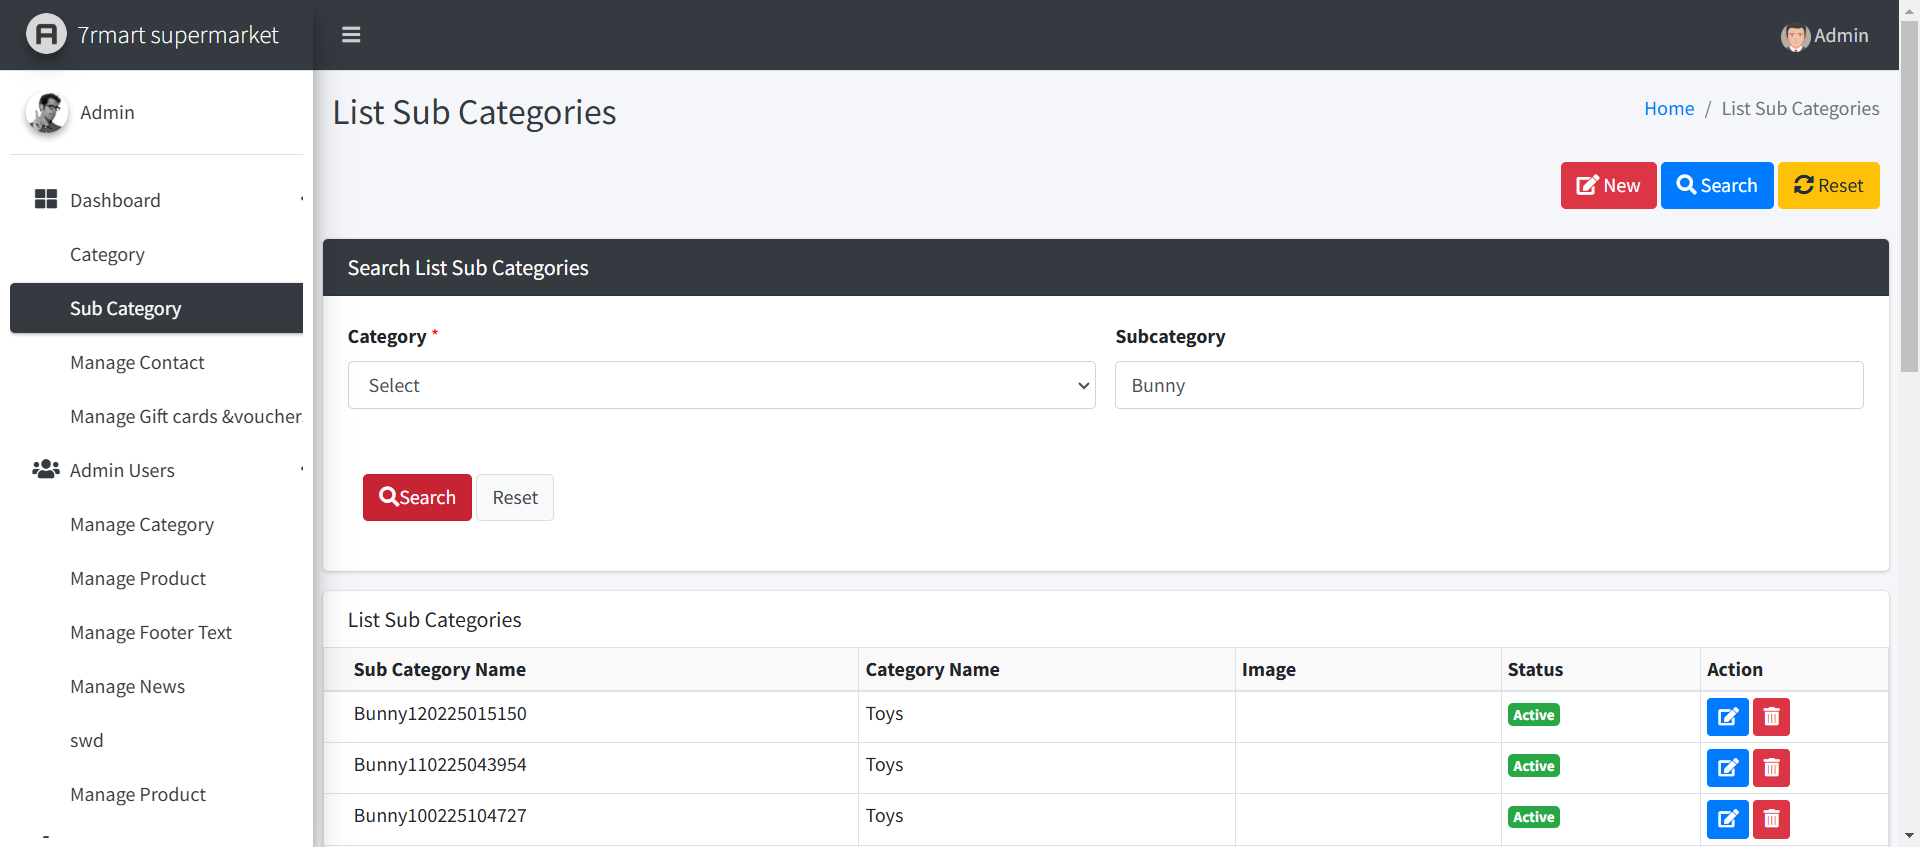 7rmart supermarket
Admin
Admin
Dashboard
Category
Sub Category
Manage Contact
Manage Gift cards &voucher
Admin Users
Manage Category
Manage Product
Manage Footer Text
Manage News
swd
Manage Product
List Sub Categories
Home / List Sub Categories
New Search Reset
Search List Sub Categories
Category * Subcategory
Select Bunny
Search Reset
List Sub Categories
Sub Category Name Category Name Image Status Action
Bunny120225015150 Toys Active
Bunny110225043954 Toys Active
Bunny100225104727 Toys Active